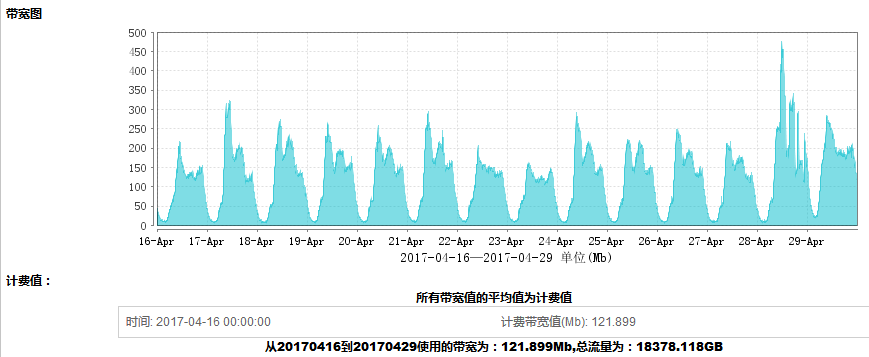 带宽图
500
450
400
350
300
250
200
150
100
50
0
16-Apr 17-Apr 18-Apr 19-Apr 20-Apr 21-Apr 22-Apr 23-Apr 24-Apr 25-Apr 26-Apr 27-Apr 28-Apr 29-Apr
2017-04-16—2017-04-29 单位(Mb)
计费值：
所有带宽值的平均值为计费值
时间: 2017-04-16 00:00:00 计费带宽值(Mb): 121.899
从20170416到20170429使用的带宽为：121.899Mb,总流量为：18378.118GB